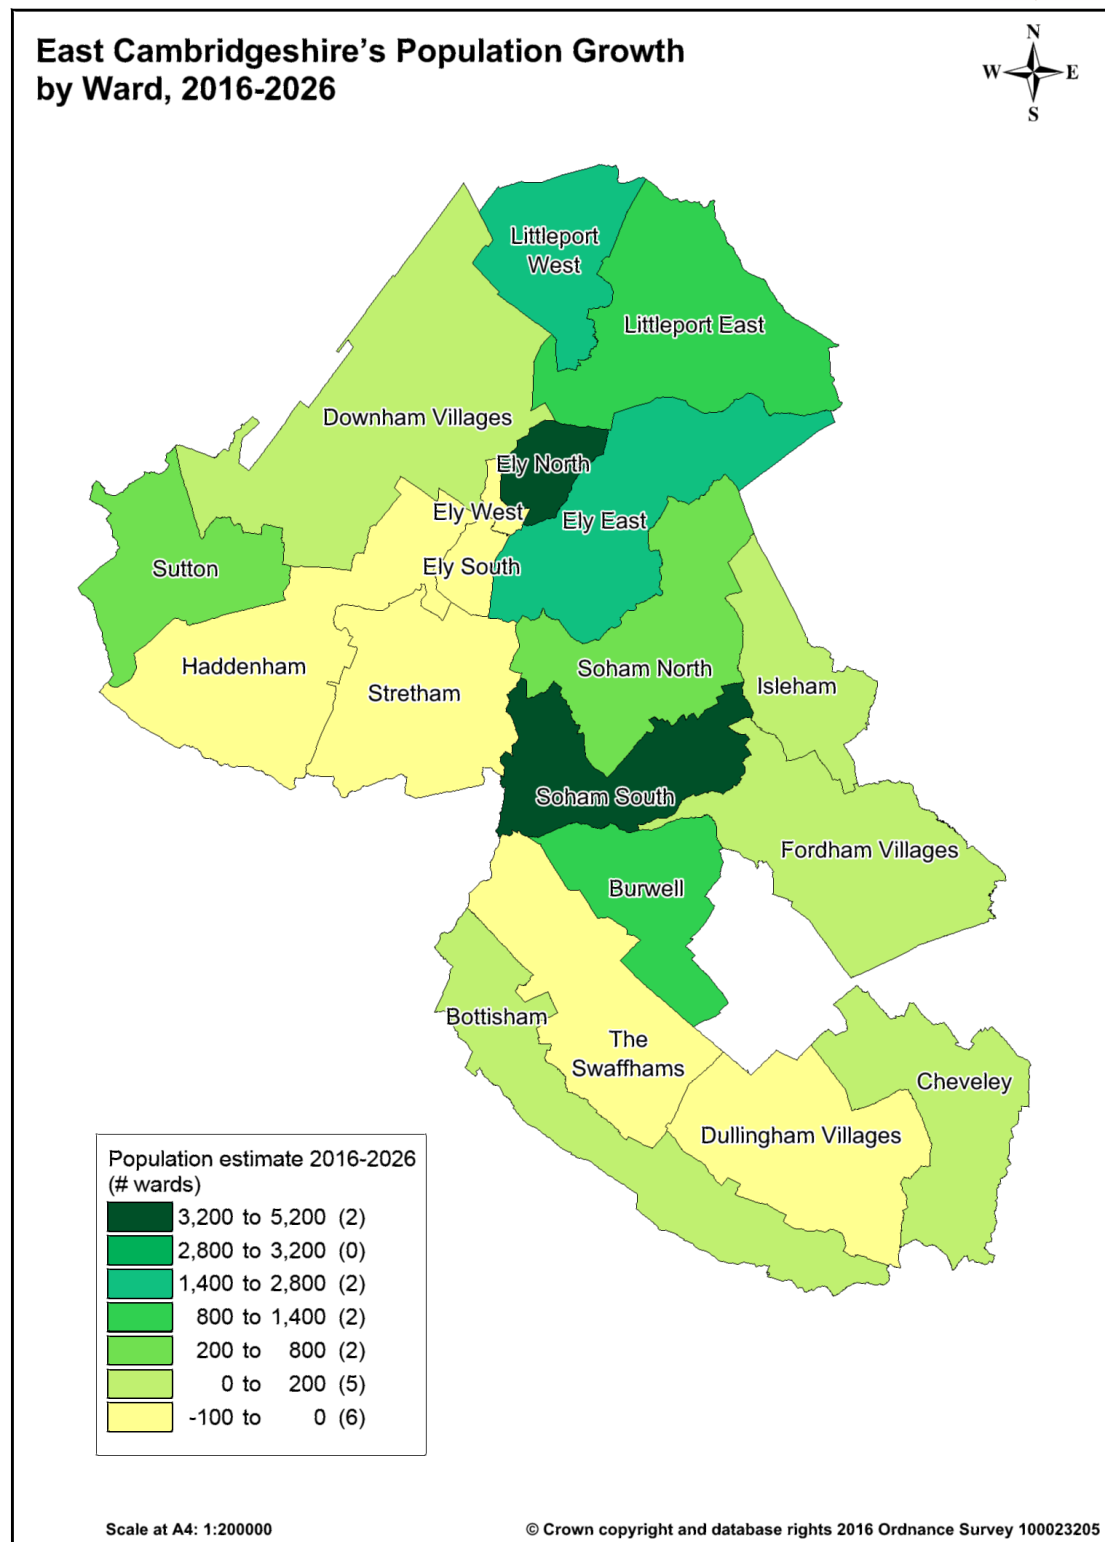 East Cambridgeshire's Population Growth
by Ward, 2016-2026
N
W E
S
Littleport
West
Littleport East
Downham Villages
Ely North
Ely West
Ely East
Ely South
Sutton
Haddenham
Stretham
Soham North
Isleham
Soham South
Fordham Villages
Burwell
Bottisham
The
Swaffhams
Cheveley
Dullingham Villages
Population estimate 2016-2026
(# wards)
3,200 to 5,200 (2)
2,800 to 3,200 (0)
1,400 to 2,800 (2)
800 to 1,400 (2)
200 to 800 (2)
0 to 200 (5)
-100 to 0 (6)
Scale at A4: 1:200000
© Crown copyright and database rights 2016 Ordnance Survey 100023205